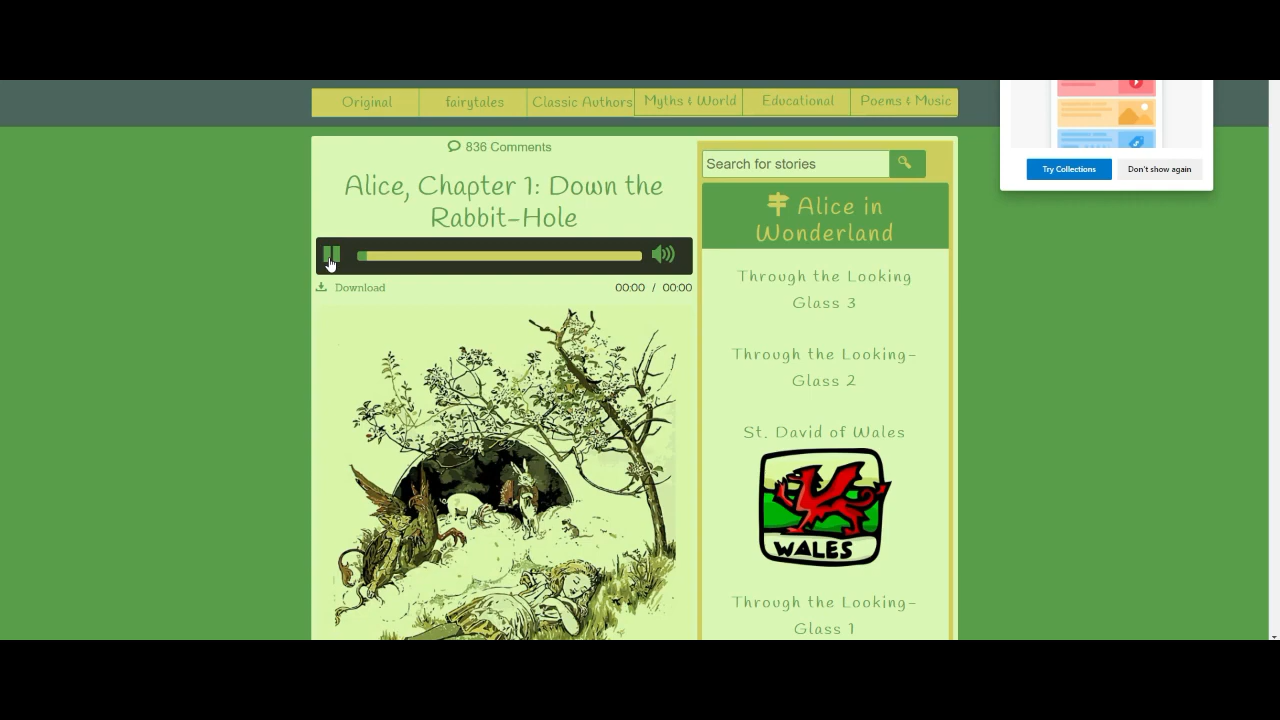 Original fairytales Classic Authors Myths & World Educational Poems & Music
836 Comments
Alice, Chapter 1: Down the
Rabbit-Hole
Download 00:00 / 00:00
Search for stories
Alice in
Wonderland
Through the Looking
Glass 3
Through the Looking-
Glass 2
St. David of Wales
WALES
Through the Looking-
Glass 1
Try Collections Don't show again